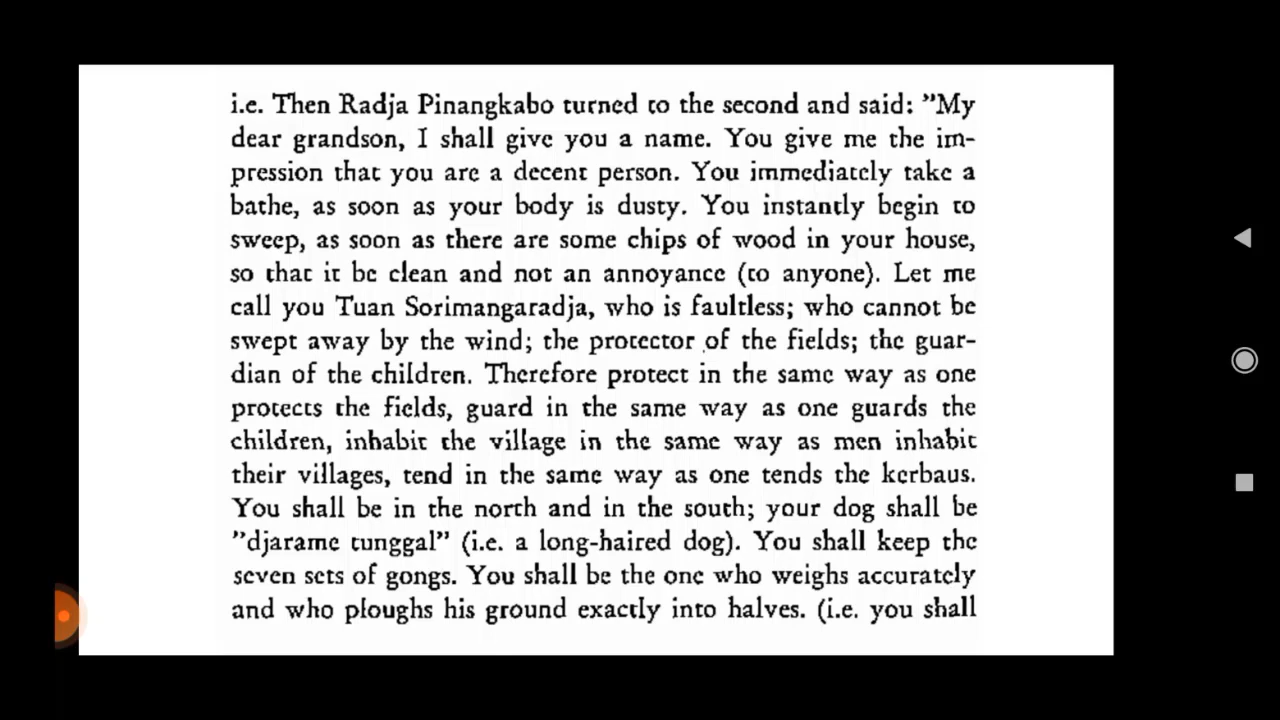 i.e. Then Radja Pinangkabo turned to the second and said: "My
dear grandson, I shall give you a name. You give me the im-
pression that you are a decent person. You immediately take a
bathe, as soon as your body is dusty. You instantly begin to
sweep, as soon as there are some chips of wood in your house,
so that it be clean and not an annoyance (to anyone). Let me
call you Tuan Sorimangaradja, who is faultless; who cannot be
swept away by the wind; the protector of the fields; the guar-
dian of the children. Therefore protect in the same way as one
protects the fields, guard in the same way as one guards the
children, inhabit the village in the same way as men inhabit
their villages, tend in the same way as one tends the kerbaus.
You shall be in the north and in the south; your dog shall be
"djarame tunggal" (i.e. a long-haired dog). You shall keep the
seven sets of gongs. You shall be the one who weighs accurately
and who ploughs his ground exactly into halves. (i.e. you shall